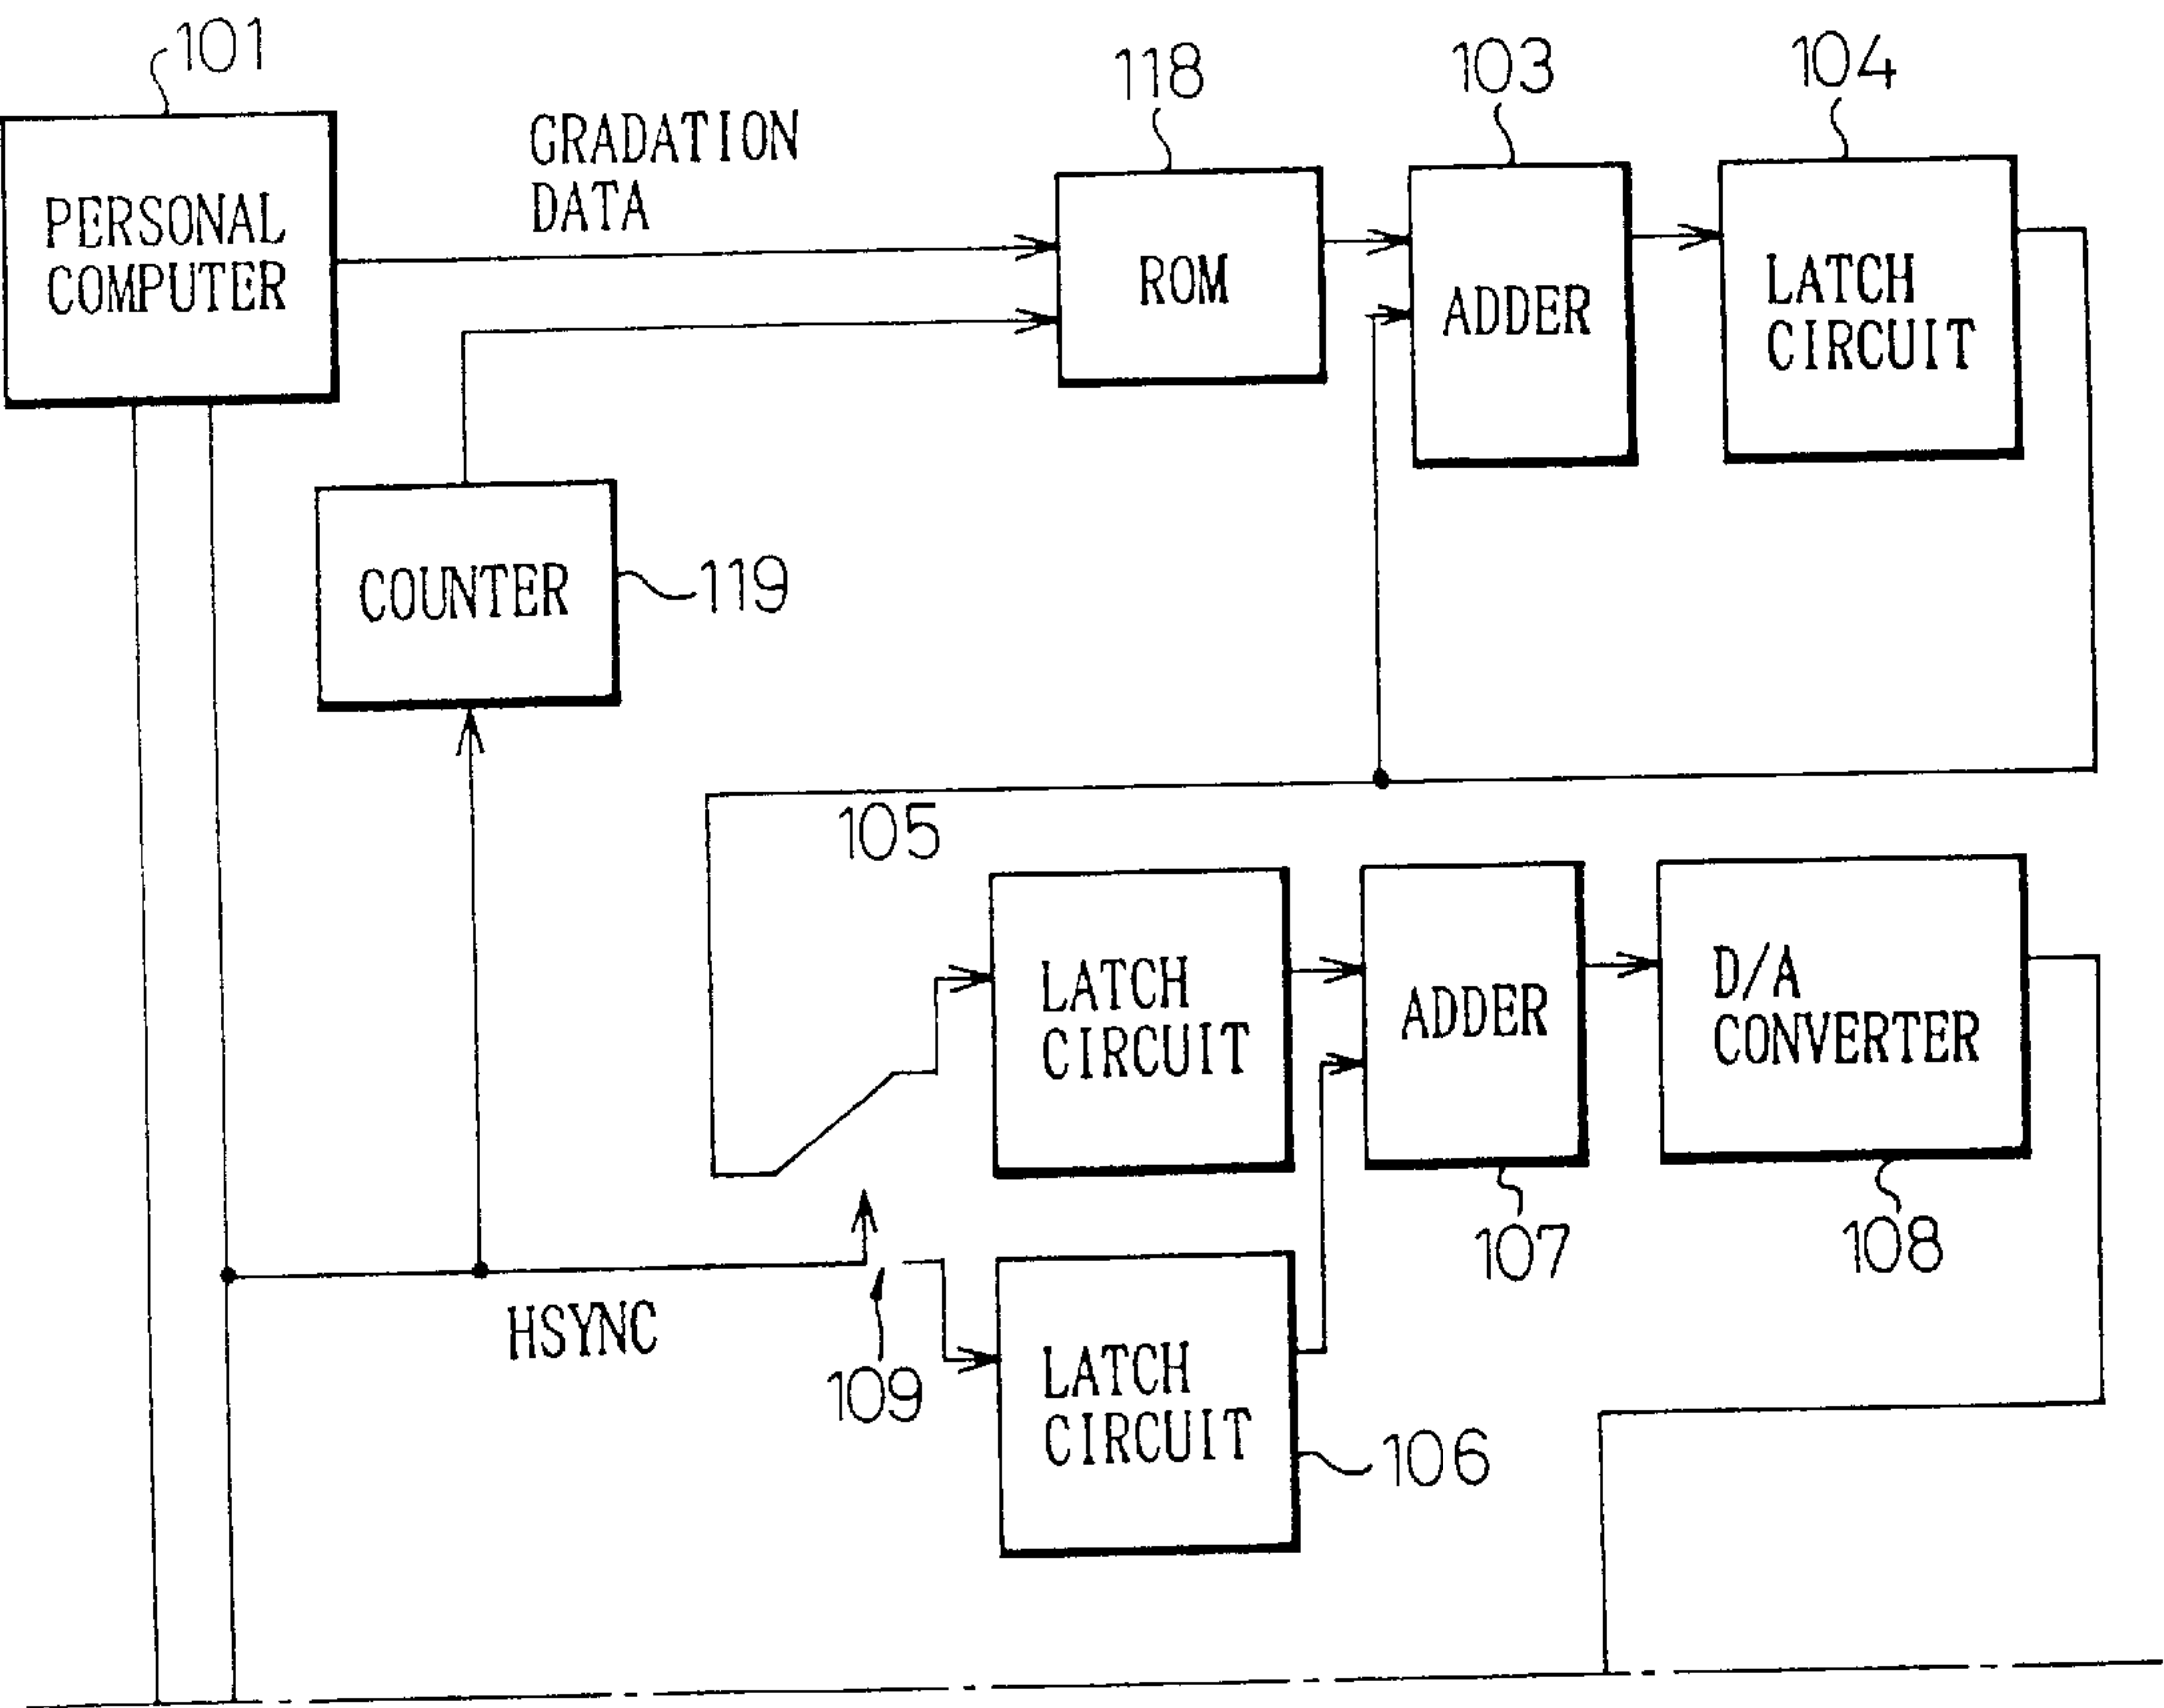 101
118
103
104
GRADATION
DATA
PERSONAL
COMPUTER
ROM
ADDER
LATCH
CIRCUIT
COUNTER
119
105
LATCH
CIRCUIT
ADDER
D/A
CONVERTER
107
108
HSYNC
109
LATCH
CIRCUIT
106